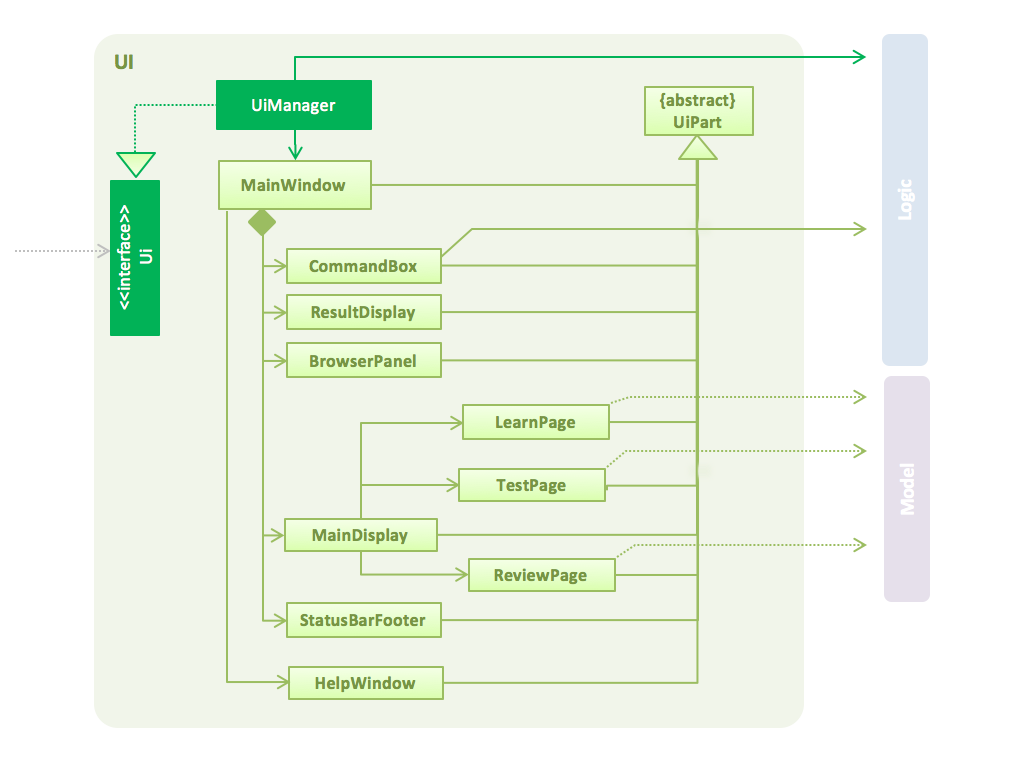 UI
UiManager
{abstract}
UiPart
MainWindow
<<interface>>
Ui
Logic
CommandBox
ResultDisplay
BrowserPanel
LearnPage
TestPage
Model
MainDisplay
ReviewPage
StatusBarFooter
HelpWindow